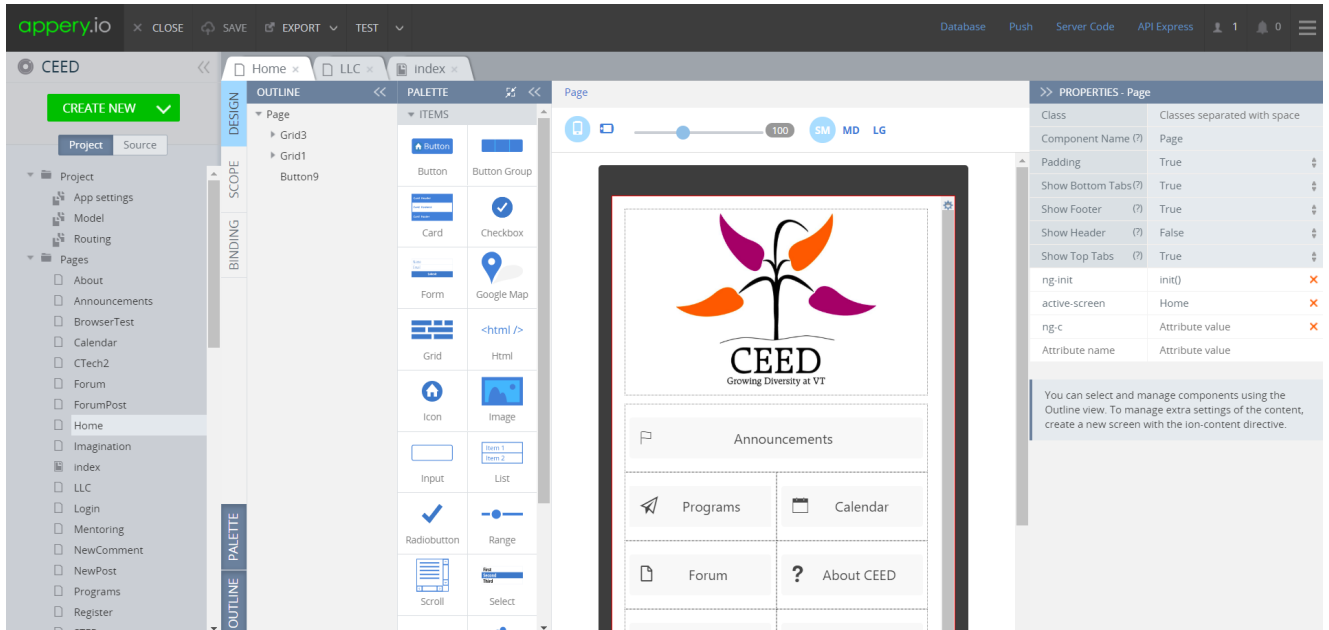 appery.io CLOSE SAVE EXPORT TEST Database Push Server Code API Express 1 0
CEED Home × LLC × index ×
CREATE NEW
Project Source
Project
App settings
Model
Routing
Pages
About
Announcements
BrowserTest
Calendar
CTech2
Forum
ForumPost
Home
Imagination
index
LLC
Login
Mentoring
NewComment
NewPost
Programs
Register
DESIGN
SCOPE
BINDING
PALETTE
OUTLINE
OUTLINE
Page
Grid3
Grid1
Button9
PALETTE
ITEMS
Button
Button Button Group
Card Checkbox
Form Google Map
<html />
Grid Html
Icon Image
Item 1
Item 2
Input List
Radiobutton Range
First
Second
Third
Scroll Select
Page
100 SM MD LG
CEED
Growing Diversity at VT
Announcements
Programs Calendar
Forum ? About CEED
PROPERTIES - Page
Class Classes separated with space
Component Name (?) Page
Padding True
Show Bottom Tabs(?) True
Show Footer (?) True
Show Header (?) False
Show Top Tabs (?) True
ng-init init()
active-screen Home
ng-c Attribute value
Attribute name Attribute value
You can select and manage components using the
Outline view. To manage extra settings of the content,
create a new screen with the ion-content directive.